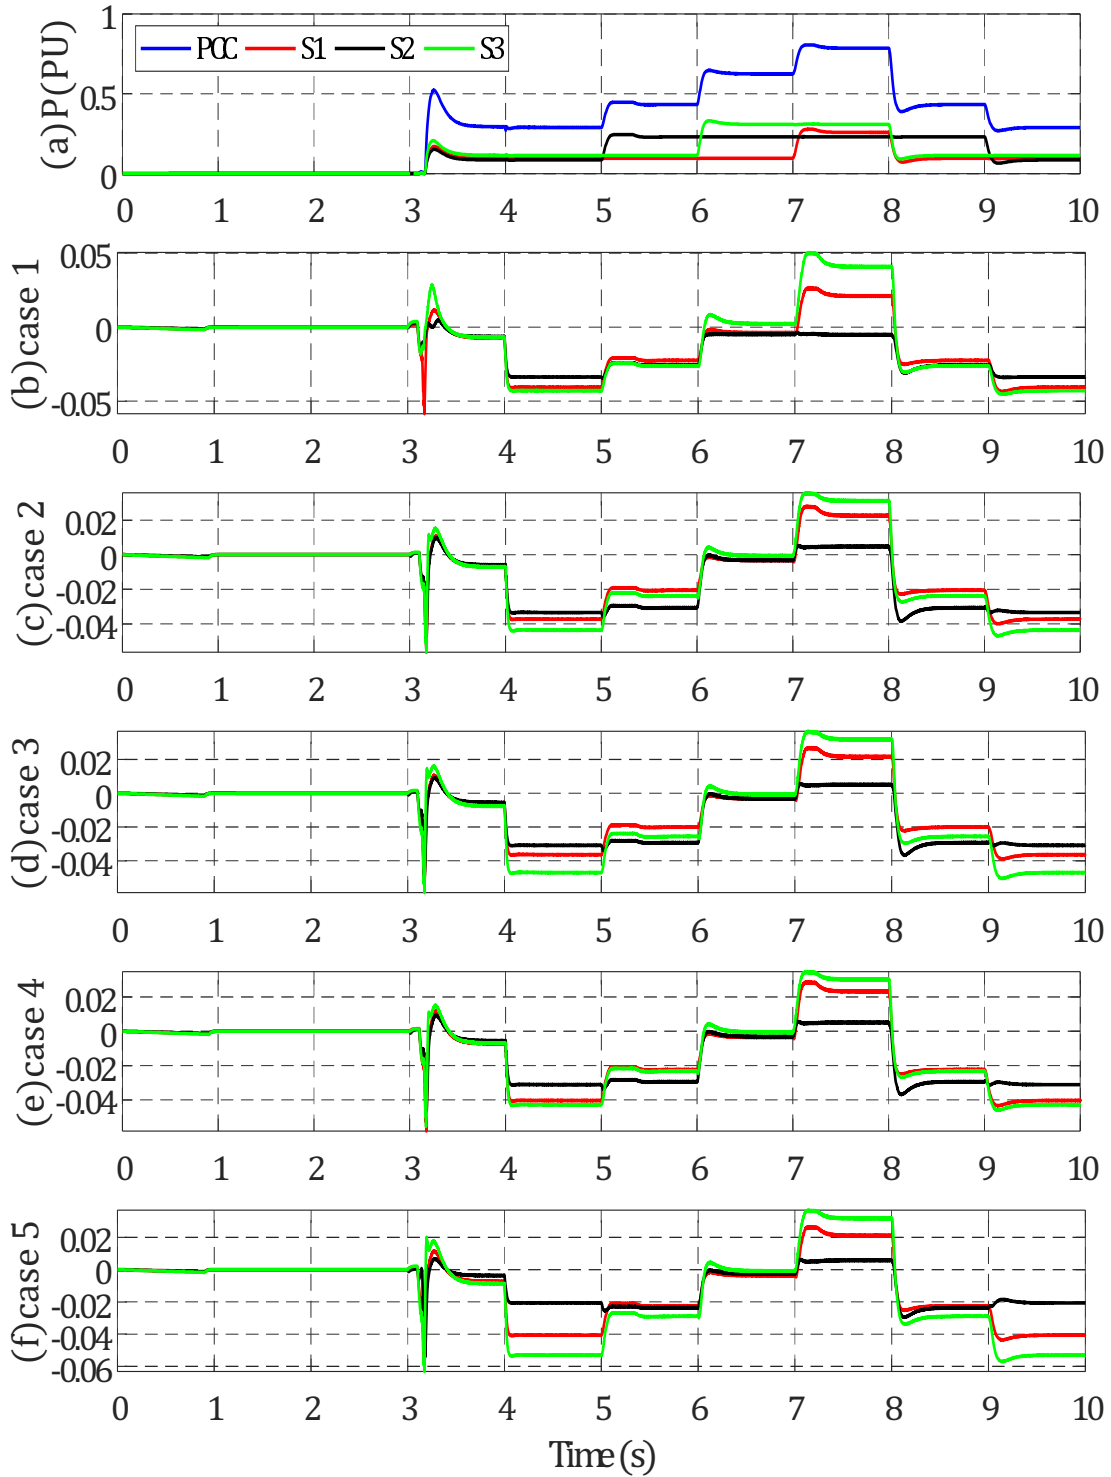 1
PCC S1 S2 S3
0.5
0
(a)P(PU)
0 1 2 3 4 5 6 7 8 9 10
0.05
0
-0.05
(b)case 1
0 1 2 3 4 5 6 7 8 9 10
0.02
0
-0.02
-0.04
(c)case 2
0 1 2 3 4 5 6 7 8 9 10
0.02
0
-0.02
-0.04
(d)case 3
0 1 2 3 4 5 6 7 8 9 10
0.02
0
-0.02
-0.04
(e)case 4
0 1 2 3 4 5 6 7 8 9 10
0.02
0
-0.02
-0.04
-0.06
(f)case 5
0 1 2 3 4 5 6 7 8 9 10
Time(s)